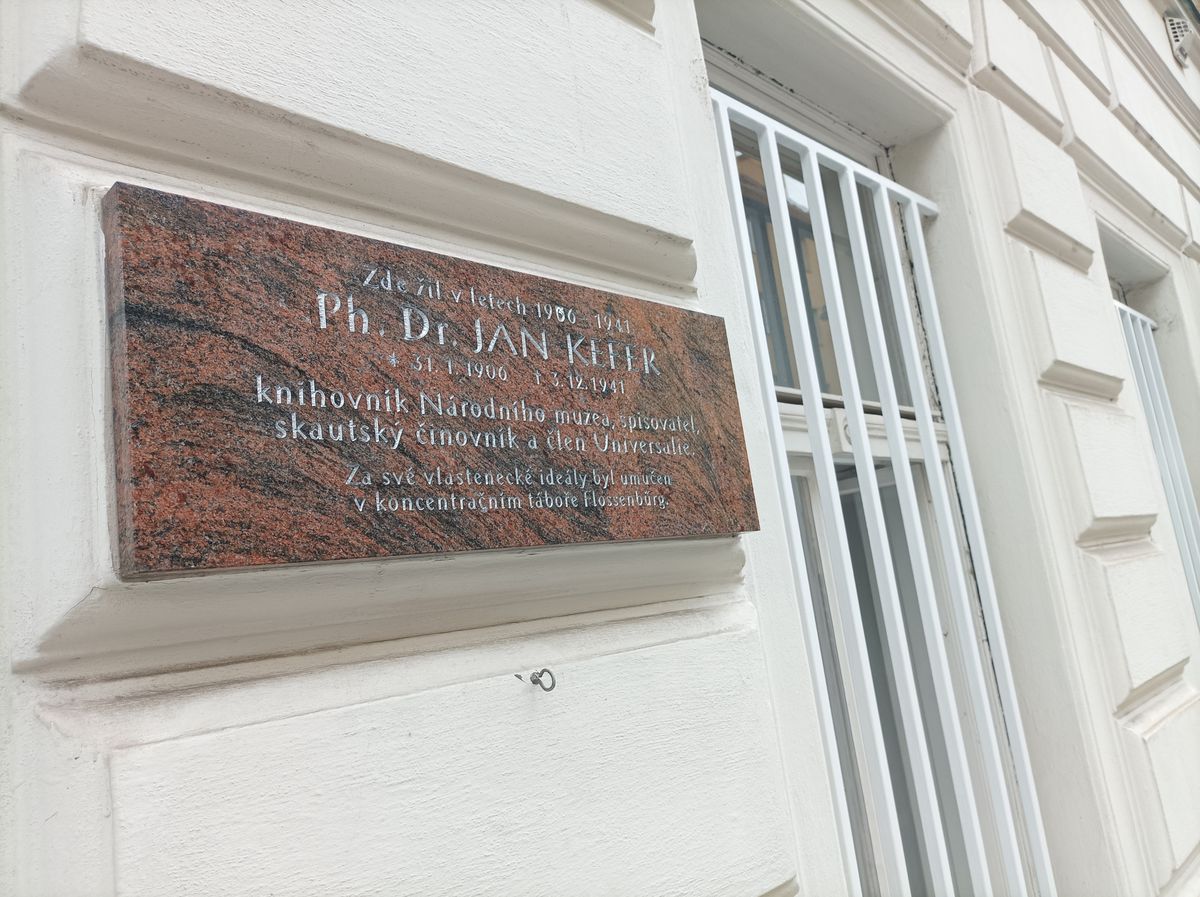 Zde žil v letech 1906 - 1941
Ph. Dr. JAN KEFER
* 31. 1. 1906 † 3. 12. 1941
knihovník Národního muzea, spisovatel,
skautský činovník a člen Universalie.
Za své vlastenecké ideály byl umučen
v koncentračním táboře Flossenbürg.